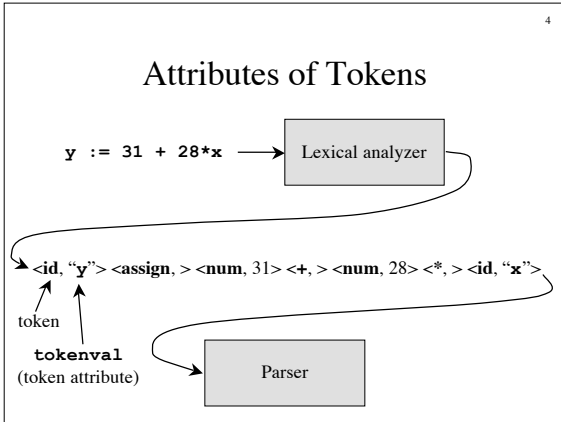 4
Attributes of Tokens
y := 31 + 28*x
Lexical analyzer
<id, “y”> <assign, > <num, 31> <+, > <num, 28> <*, > <id, “x”>
token
tokenval
(token attribute)
Parser